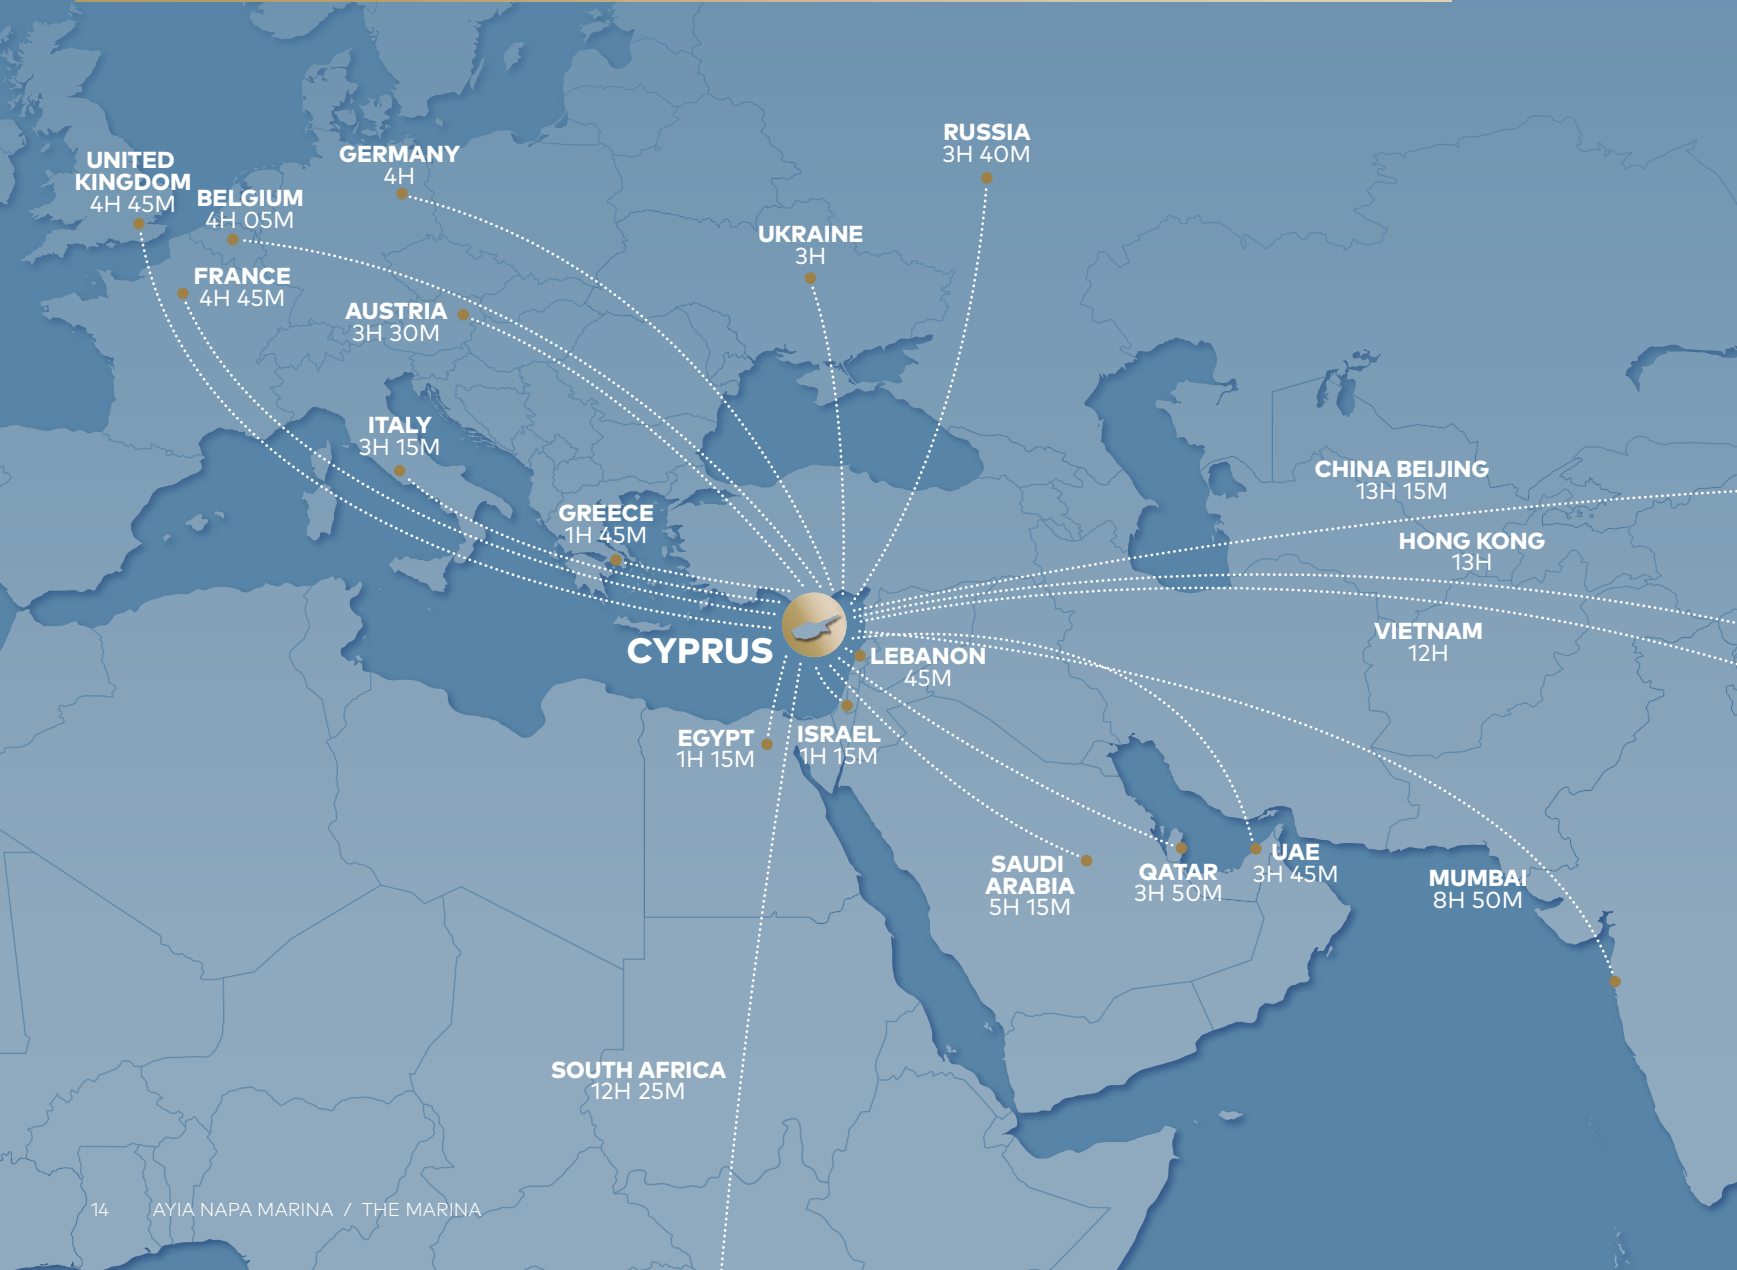 RUSSIA
3H 40M
GERMANY
4H
UNITED
KINGDOM
4H 45M
BELGIUM
4H 05M
UKRAINE
3H
FRANCE
4H 45M
AUSTRIA
3H 30M
ITALY
3H 15M
CHINA BEIJING
13H 15M
GREECE
1H 45M
HONG KONG
13H
VIETNAM
12H
CYPRUS
LEBANON
45M
EGYPT
1H 15M
ISRAEL
1H 15M
SAUDI
ARABIA
5H 15M
QATAR
3H 50M
UAE
3H 45M
MUMBAI
8H 50M
SOUTH AFRICA
12H 25M
14 AYIA NAPA MARINA / THE MARINA